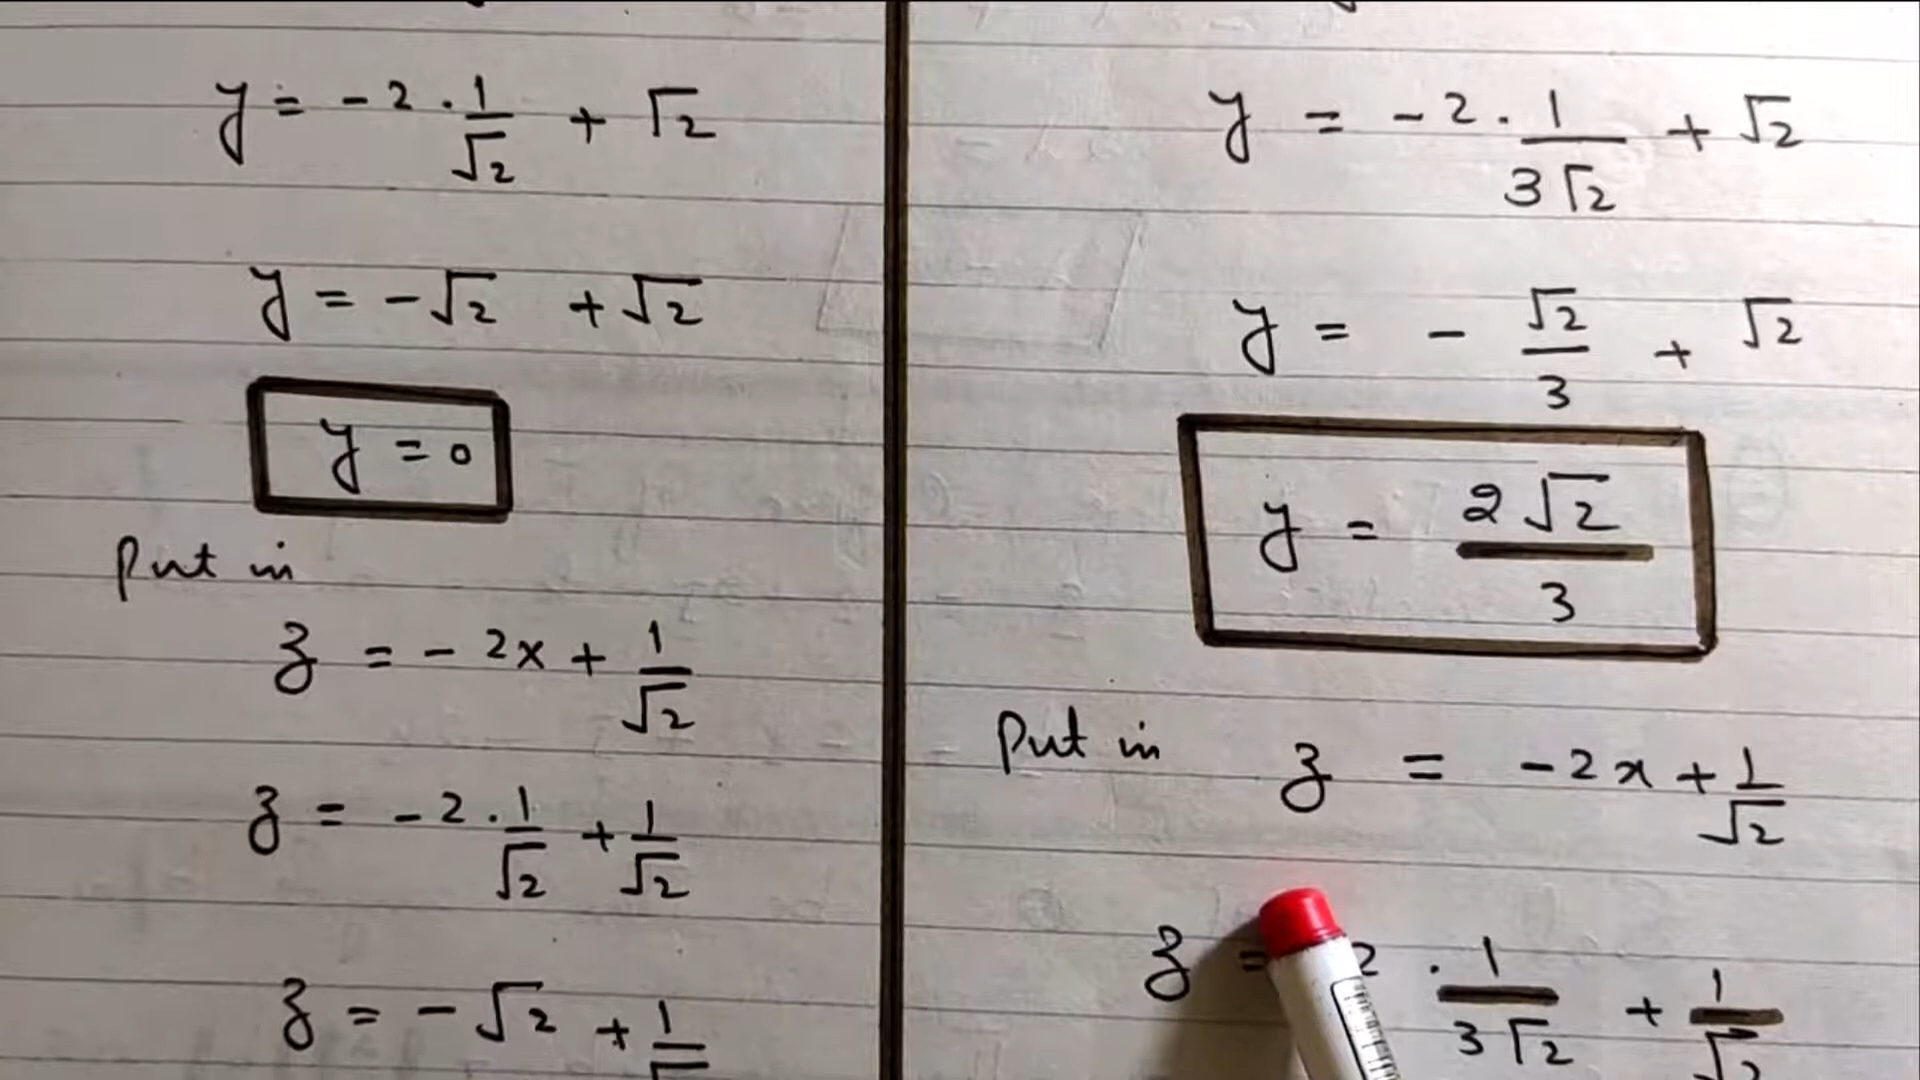 y = -2 · 1/√2 + √2
y = -√2 + √2
y = 0
Put in
z = -2x + 1/√2
z = -2 · 1/√2 + 1/√2
z = -√2 + 1/√
y = -2 · 1/3√2 + √2
y = - √2/3 + √2
y = 2√2/3
Put in z = -2x + 1/√2
z = 2 · 1/3√2 + 1/√2